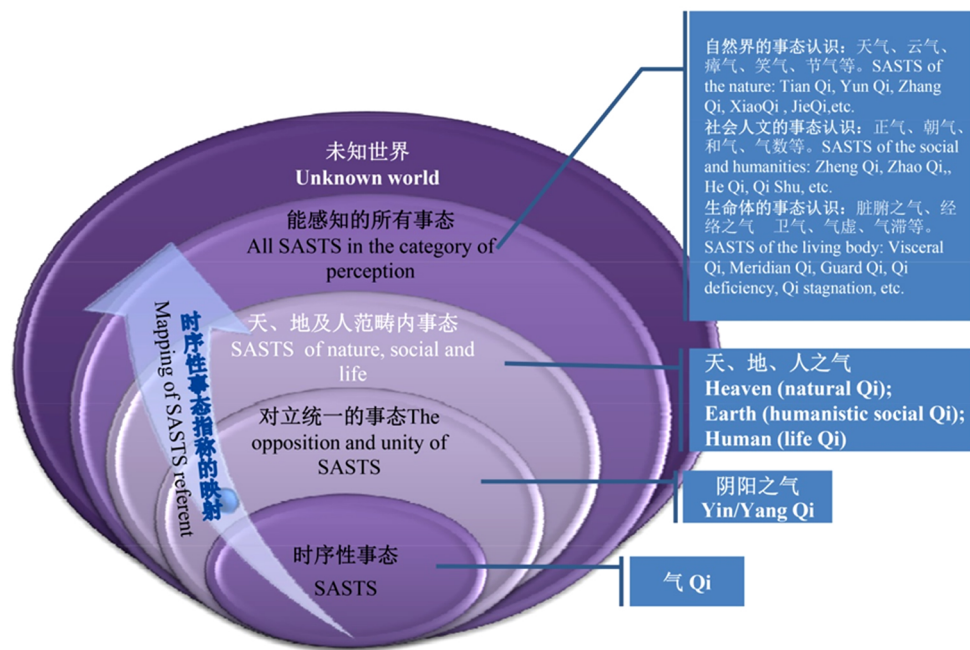 未知世界
Unknown world
能感知的所有事态
All SASTS in the category of
perception
天、地及人范畴内事态
SASTS of nature, social and
life
对立统一的事态The
opposition and unity of
SASTS
时序性事态
SASTS
时序性事态指称的映射
Mapping of SASTS referent
自然界的事态认识：天气、云气、
瘴气、笑气、节气等。SASTS of
the nature: Tian Qi, Yun Qi, Zhang
Qi, XiaoQi , JieQi,etc.
社会人文的事态认识：正气、朝气、
和气、气数等。SASTS of the social
and humanities: Zheng Qi, Zhao Qi,,
He Qi, Qi Shu, etc.
生命体的事态认识：脏腑之气、经
络之气 卫气、气虚、气滞等。
SASTS of the living body: Visceral
Qi, Meridian Qi, Guard Qi, Qi
deficiency, Qi stagnation, etc.
天、地、人之气
Heaven (natural Qi);
Earth (humanistic social Qi);
Human (life Qi)
阴阳之气
Yin/Yang Qi
气 Qi